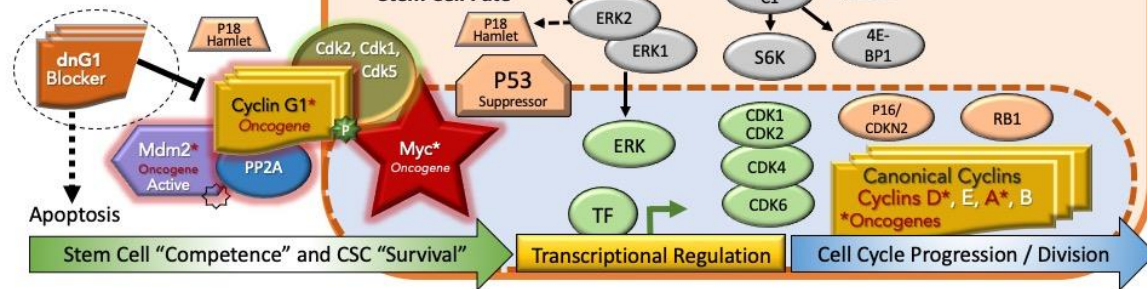 Stem Cell Fate
P18
Hamlet
dnG1
Blocker
Cdk2, Cdk1,
Cdk5
Cyclin G1*
Oncogene
P
Mdm2*
Oncogene
Active
PP2A
Myc*
Oncogene
Apoptosis
P18
Hamlet
ERK2
ERK1
P53
Suppressor
C1
S6K
4E-
BP1
ERK
TF
CDK1
CDK2
CDK4
CDK6
P16/
CDKN2
RB1
Canonical Cyclins
Cyclins D*, E, A*, B
*Oncogenes
Stem Cell “Competence” and CSC “Survival”
Transcriptional Regulation
Cell Cycle Progression / Division